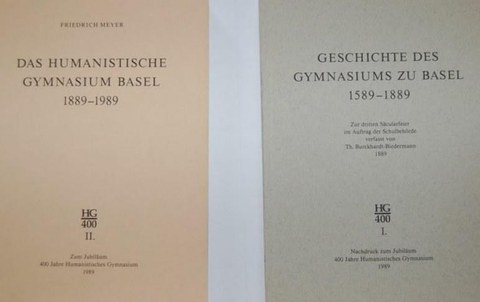 FRIEDRICH MEYER
DAS HUMANISTISCHE
GYMNASIUM BASEL
1889–1989
HG
400
II.
Zum Jubiläum
400 Jahre Humanistisches Gymnasium
1989
GESCHICHTE DES
GYMNASIUMS ZU BASEL
1589–1889
Zur dritten Säcularfeier
im Auftrag der Schulbehörde
verfasst von
Th. Burckhardt-Biedermann
1889
HG
400
I.
Nachdruck zum Jubiläum
400 Jahre Humanistisches Gymnasium
1989